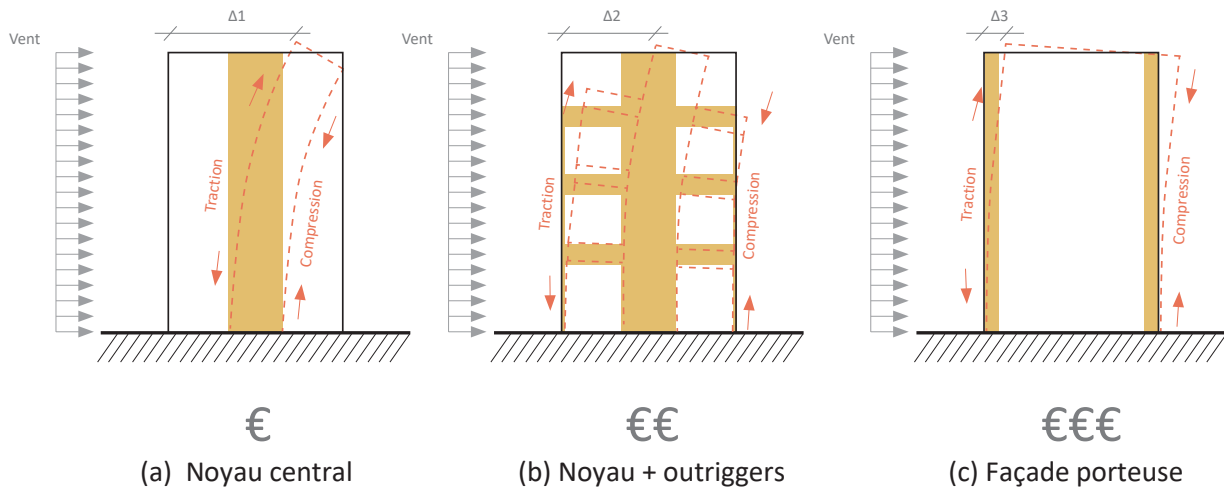 Δ1
Vent
Traction
Compression
€
(a) Noyau central
Δ2
Vent
Traction
Compression
€€
(b) Noyau + outriggers
Δ3
Vent
Traction
Compression
€€€
(c) Façade porteuse